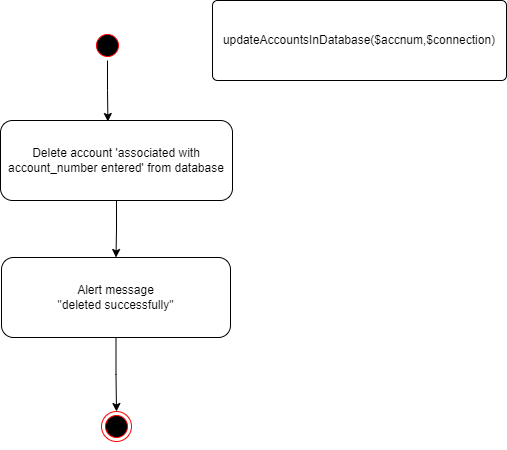 updateAccountsInDatabase($accnum,$connection)
Delete account 'associated with
account_number entered' from database
Alert message
"deleted successfully"